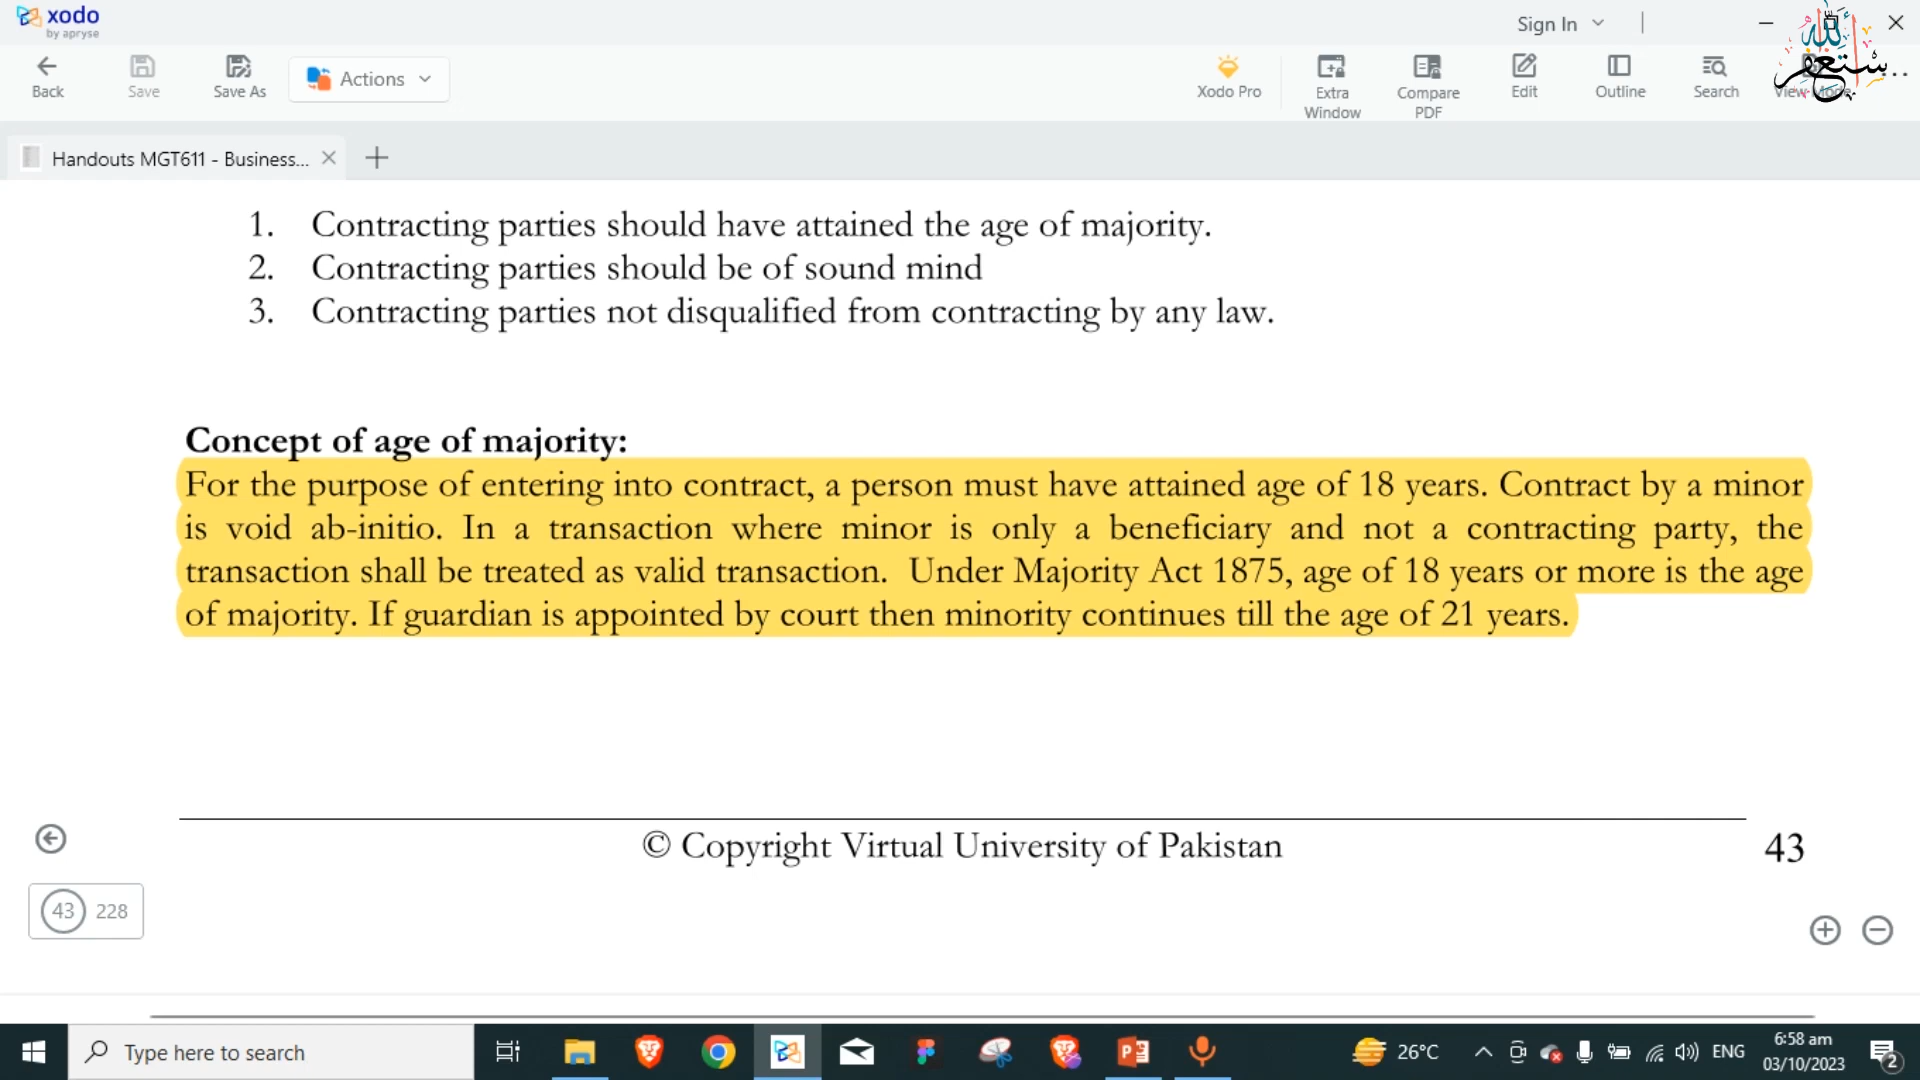 xodo
by apryse
Sign In
Back
Save
Save As
Actions
Xodo Pro
Extra Window
Compare PDF
Edit
Outline
Search
Handouts MGT611 - Business...
1. Contracting parties should have attained the age of majority.
2. Contracting parties should be of sound mind
3. Contracting parties not disqualified from contracting by any law.
Concept of age of majority:
For the purpose of entering into contract, a person must have attained age of 18 years. Contract by a minor
is void ab-initio. In a transaction where minor is only a beneficiary and not a contracting party, the
transaction shall be treated as valid transaction. Under Majority Act 1875, age of 18 years or more is the age
of majority. If guardian is appointed by court then minority continues till the age of 21 years.
© Copyright Virtual University of Pakistan
43
43 228
Type here to search
26°C
ENG
6:58 am
03/10/2023
2